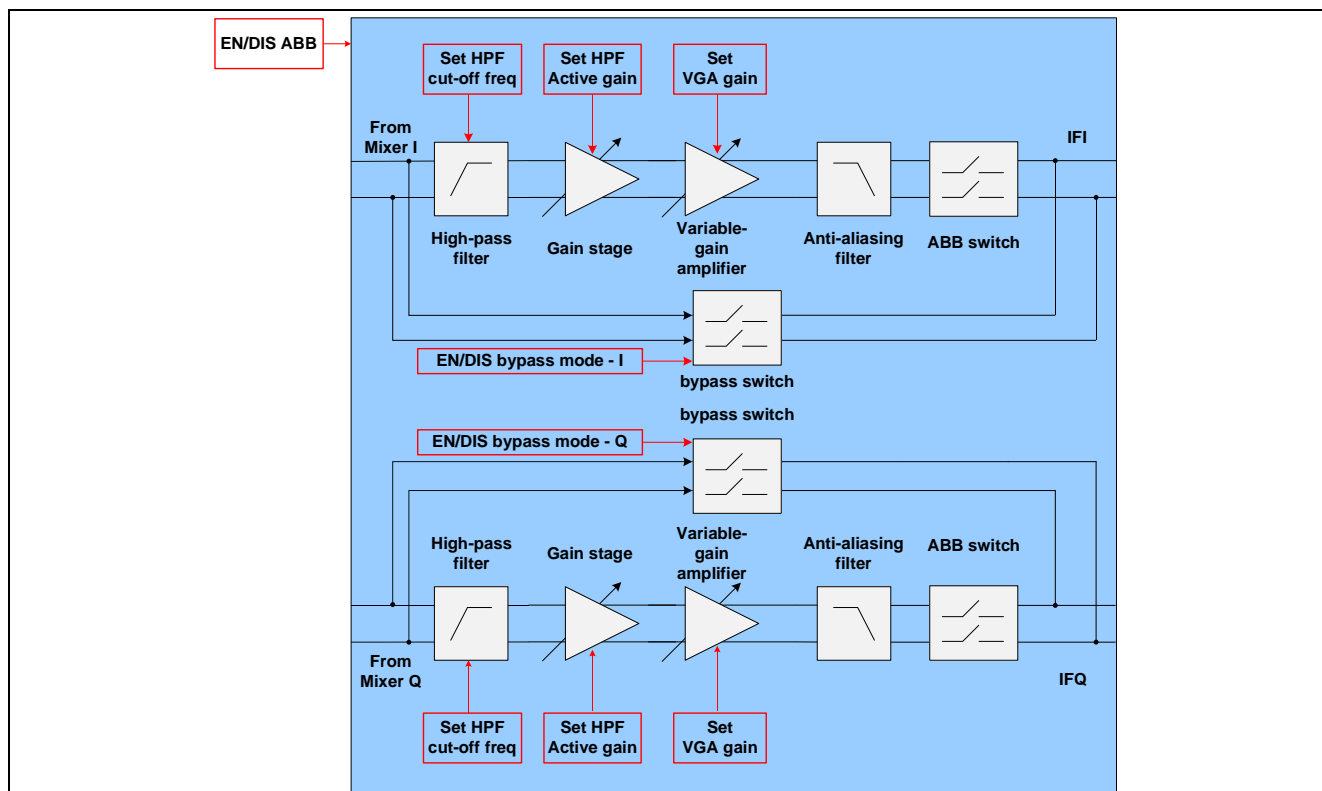 EN/DIS ABB
Set HPF
cut-off freq
Set HPF
Active gain
Set
VGA gain
From
Mixer I
IFI
High-pass
filter
Gain stage
Variable-
gain
amplifier
Anti-aliasing
filter
ABB switch
EN/DIS bypass mode - I
bypass switch
bypass switch
EN/DIS bypass mode - Q
High-pass
filter
Gain stage
Variable-
gain
amplifier
Anti-aliasing
filter
ABB switch
From
Mixer Q
IFQ
Set HPF
cut-off freq
Set HPF
Active gain
Set
VGA gain